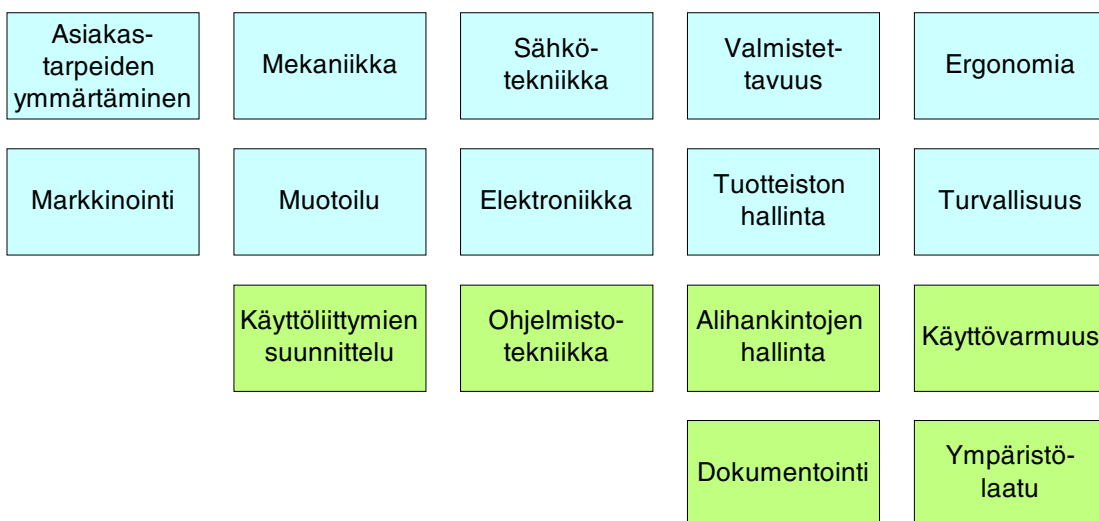 Asiakas-
tarpeiden
ymmärtäminen
Mekaniikka
Sähkö-
tekniikka
Valmistet-
tavuus
Ergonomia
Markkinointi
Muotoilu
Elektroniikka
Tuotteiston
hallinta
Turvallisuus
Käyttöliittymien
suunnittelu
Ohjelmisto-
tekniikka
Alihankintojen
hallinta
Käyttövarmuus
Dokumentointi
Ympäristö-
laatu